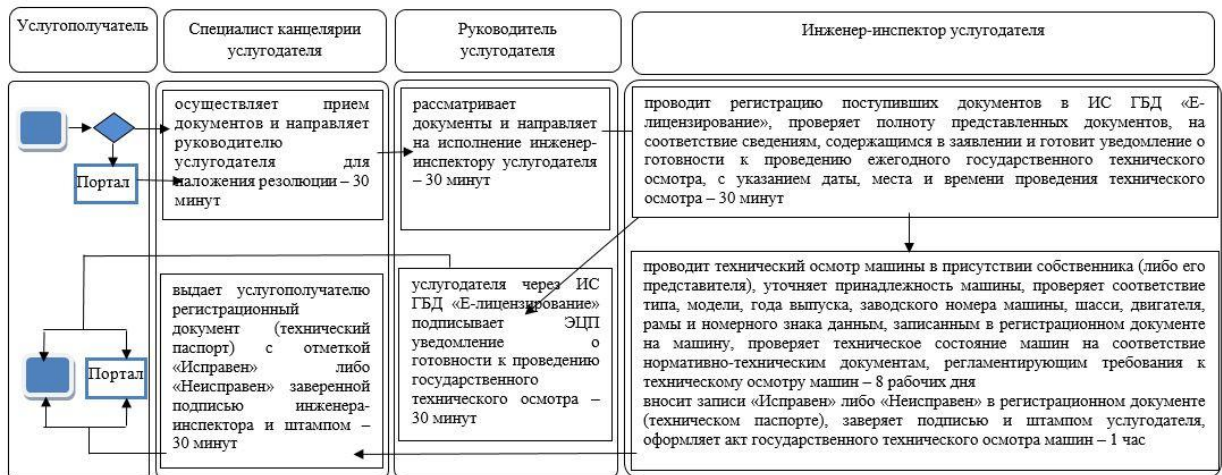 Услугополучатель
Специалист канцелярии
услугодателя
Руководитель
услугодателя
Инженер-инспектор услугодателя
осуществляет прием
документов и направляет
руководителю
услугодателя для
наложения резолюции – 30
минут
Портал
рассматривает
документы и направляет
на исполнение инженер-
инспектору услугодателя
– 30 минут
проводит регистрацию поступивших документов в ИС ГБД «Е-
лицензирование», проверяет полноту представленных документов, на
соответствие сведениям, содержащимся в заявлении и готовит уведомление о
готовности к проведению ежегодного государственного технического
осмотра, с указанием даты, места и времени проведения технического
осмотра – 30 минут
Портал
выдает услугополучателю
регистрационный
документ (технический
паспорт) с отметкой
«Исправен» либо
«Неисправен» заверенной
подписью инженера-
инспектора и штампом –
30 минут
услугодателя через ИС
ГБД «Е-лицензирование»
подписывает ЭЦП
уведомление о
готовности к проведению
государственного
технического осмотра –
30 минут
проводит технический осмотр машины в присутствии собственника (либо его
представителя), уточняет принадлежность машины, проверяет соответствие
типа, модели, года выпуска, заводского номера машины, шасси, двигателя,
рамы и номерного знака данным, записанным в регистрационном документе
на машину, проверяет техническое состояние машин на соответствие
нормативно-техническим документам, регламентирующим требования к
техническому осмотру машин – 8 рабочих дня
вносит записи «Исправен» либо «Неисправен» в регистрационном документе
(техническом паспорте), заверяет подписью и штампом услугодателя,
оформляет акт государственного технического осмотра машин – 1 час